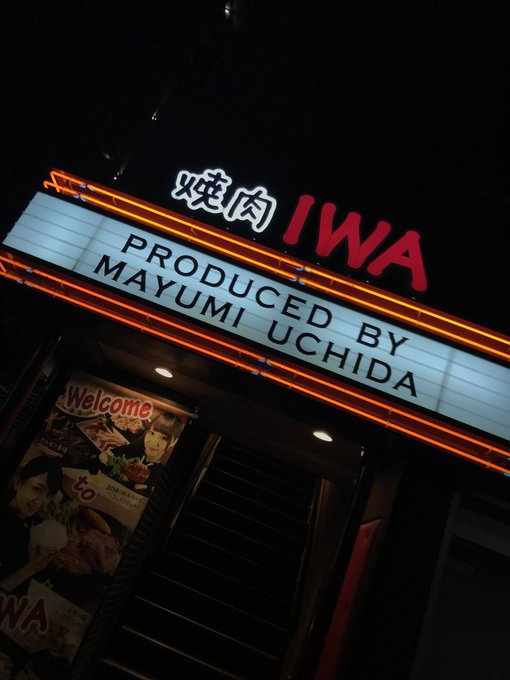 焼肉 IWA
PRODUCED BY
MAYUMI UCHIDA
Welcome
to
IWA